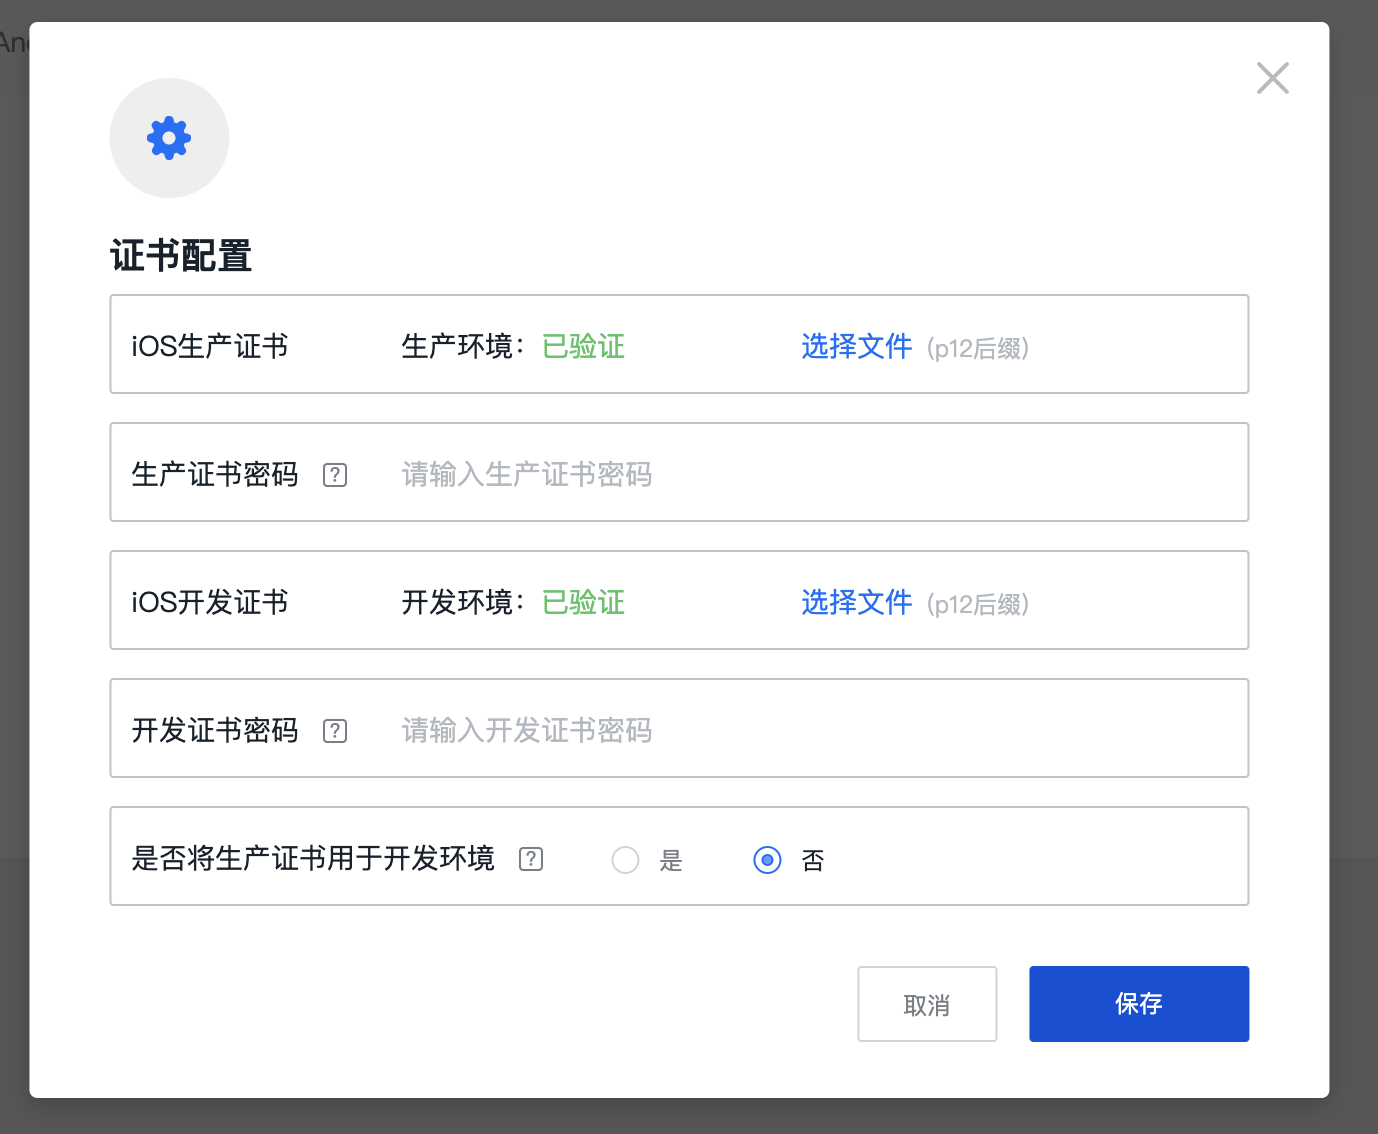 证书配置
iOS生产证书 生产环境：已验证 选择文件 (p12后缀)
生产证书密码 ? 请输入生产证书密码
iOS开发证书 开发环境：已验证 选择文件 (p12后缀)
开发证书密码 ? 请输入开发证书密码
是否将生产证书用于开发环境 ? 是 否
取消 保存